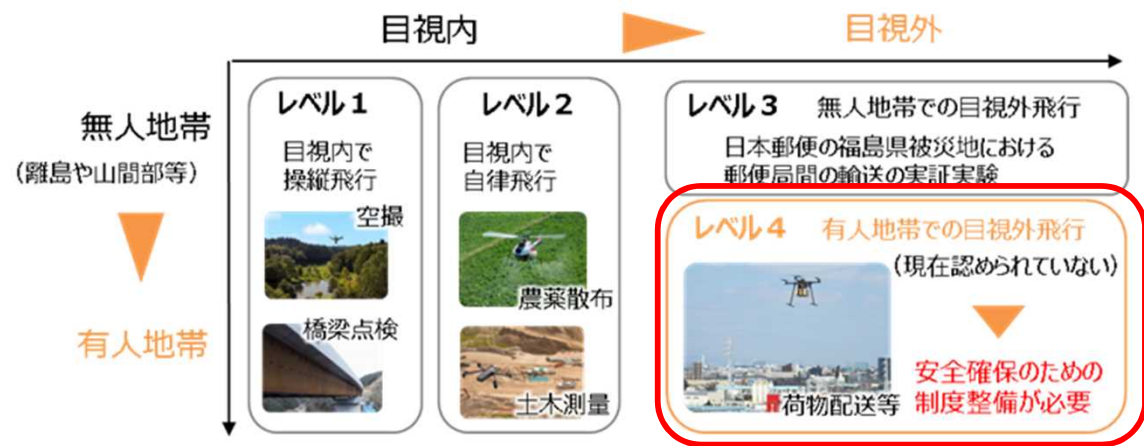 目視内
目視外
無人地帯
(離島や山間部等)
有人地帯
レベル1
目視内で
操縦飛行
空撮
橋梁点検
レベル2
目視内で
自律飛行
農薬散布
土木測量
レベル3 無人地帯での目視外飛行
日本郵便の福島県被災地における
郵便局間の輸送の実証実験
レベル4 有人地帯での目視外飛行
(現在認められていない)
荷物配送等
安全確保のための
制度整備が必要